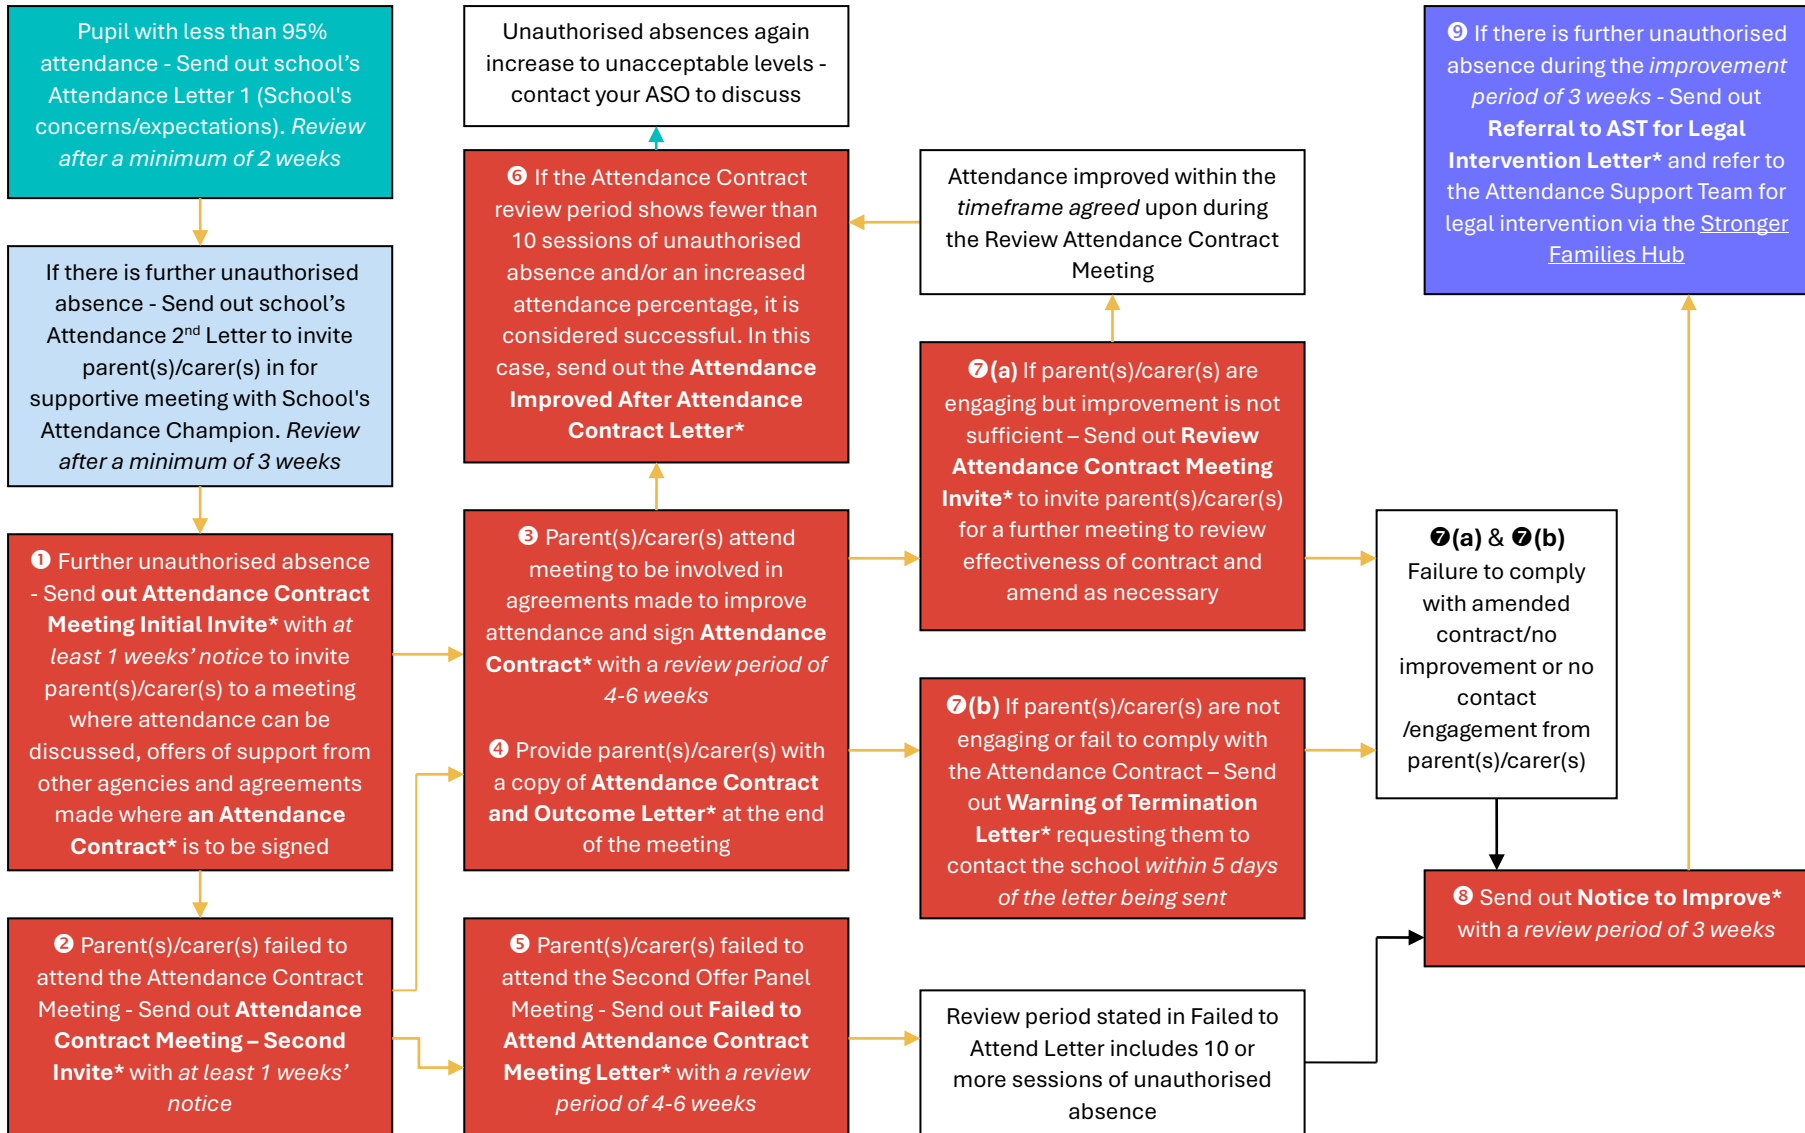 Pupil with less than 95%
attendance - Send out school’s
Attendance Letter 1 (School's
concerns/expectations). Review
after a minimum of 2 weeks
If there is further unauthorised
absence - Send out school’s
Attendance 2nd Letter to invite
parent(s)/carer(s) in for
supportive meeting with School's
Attendance Champion. Review
after a minimum of 3 weeks
❶ Further unauthorised absence
- Send out Attendance Contract
Meeting Initial Invite* with at
least 1 weeks’ notice to invite
parent(s)/carer(s) to a meeting
where attendance can be
discussed, offers of support from
other agencies and agreements
made where an Attendance
Contract* is to be signed
❷ Parent(s)/carer(s) failed to
attend the Attendance Contract
Meeting - Send out Attendance
Contract Meeting – Second
Invite* with at least 1 weeks’
notice
Unauthorised absences again
increase to unacceptable levels -
contact your ASO to discuss
❻ If the Attendance Contract
review period shows fewer than
10 sessions of unauthorised
absence and/or an increased
attendance percentage, it is
considered successful. In this
case, send out the Attendance
Improved After Attendance
Contract Letter*
❸ Parent(s)/carer(s) attend
meeting to be involved in
agreements made to improve
attendance and sign Attendance
Contract* with a review period of
4-6 weeks
❹ Provide parent(s)/carer(s) with
a copy of Attendance Contract
and Outcome Letter* at the end
of the meeting
❺ Parent(s)/carer(s) failed to
attend the Second Offer Panel
Meeting - Send out Failed to
Attend Attendance Contract
Meeting Letter* with a review
period of 4-6 weeks
Attendance improved within the
timeframe agreed upon during
the Review Attendance Contract
Meeting
❼(a) If parent(s)/carer(s) are
engaging but improvement is not
sufficient – Send out Review
Attendance Contract Meeting
Invite* to invite parent(s)/carer(s)
for a further meeting to review
effectiveness of contract and
amend as necessary
❼(b) If parent(s)/carer(s) are not
engaging or fail to comply with
the Attendance Contract – Send
out Warning of Termination
Letter* requesting them to
contact the school within 5 days
of the letter being sent
Review period stated in Failed to
Attend Letter includes 10 or
more sessions of unauthorised
absence
❼(a) & ❼(b)
Failure to comply
with amended
contract/no
improvement or no
contact
/engagement from
parent(s)/carer(s)
❽ Send out Notice to Improve*
with a review period of 3 weeks
❾ If there is further unauthorised
absence during the improvement
period of 3 weeks - Send out
Referral to AST for Legal
Intervention Letter* and refer to
the Attendance Support Team for
legal intervention via the Stronger
Families Hub